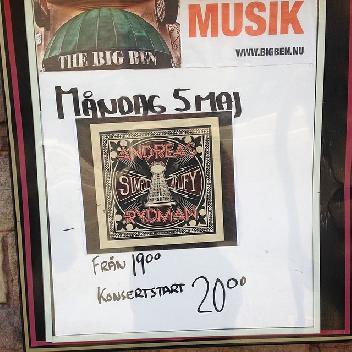 MUSIK
THE BIG BEN
WWW.BIGBEN.NU
MÅNDAG 5 MAJ
ANDREAS
RYDMAN
FRÅN 1900
KONSERTSTART 2000